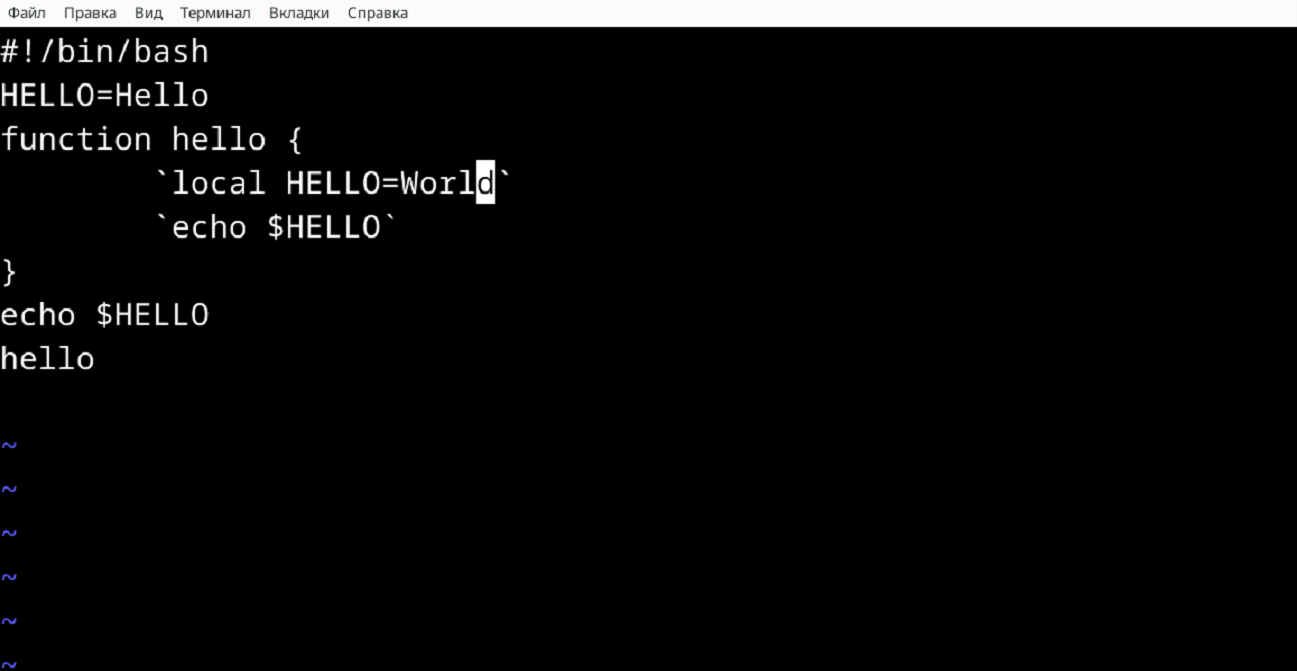 Файл Правка Вид Терминал Вкладки Справка
#!/bin/bash
HELLO=Hello
function hello {
        `local HELLO=World`
        `echo $HELLO`
}
echo $HELLO
hello

~
~
~
~
~
~